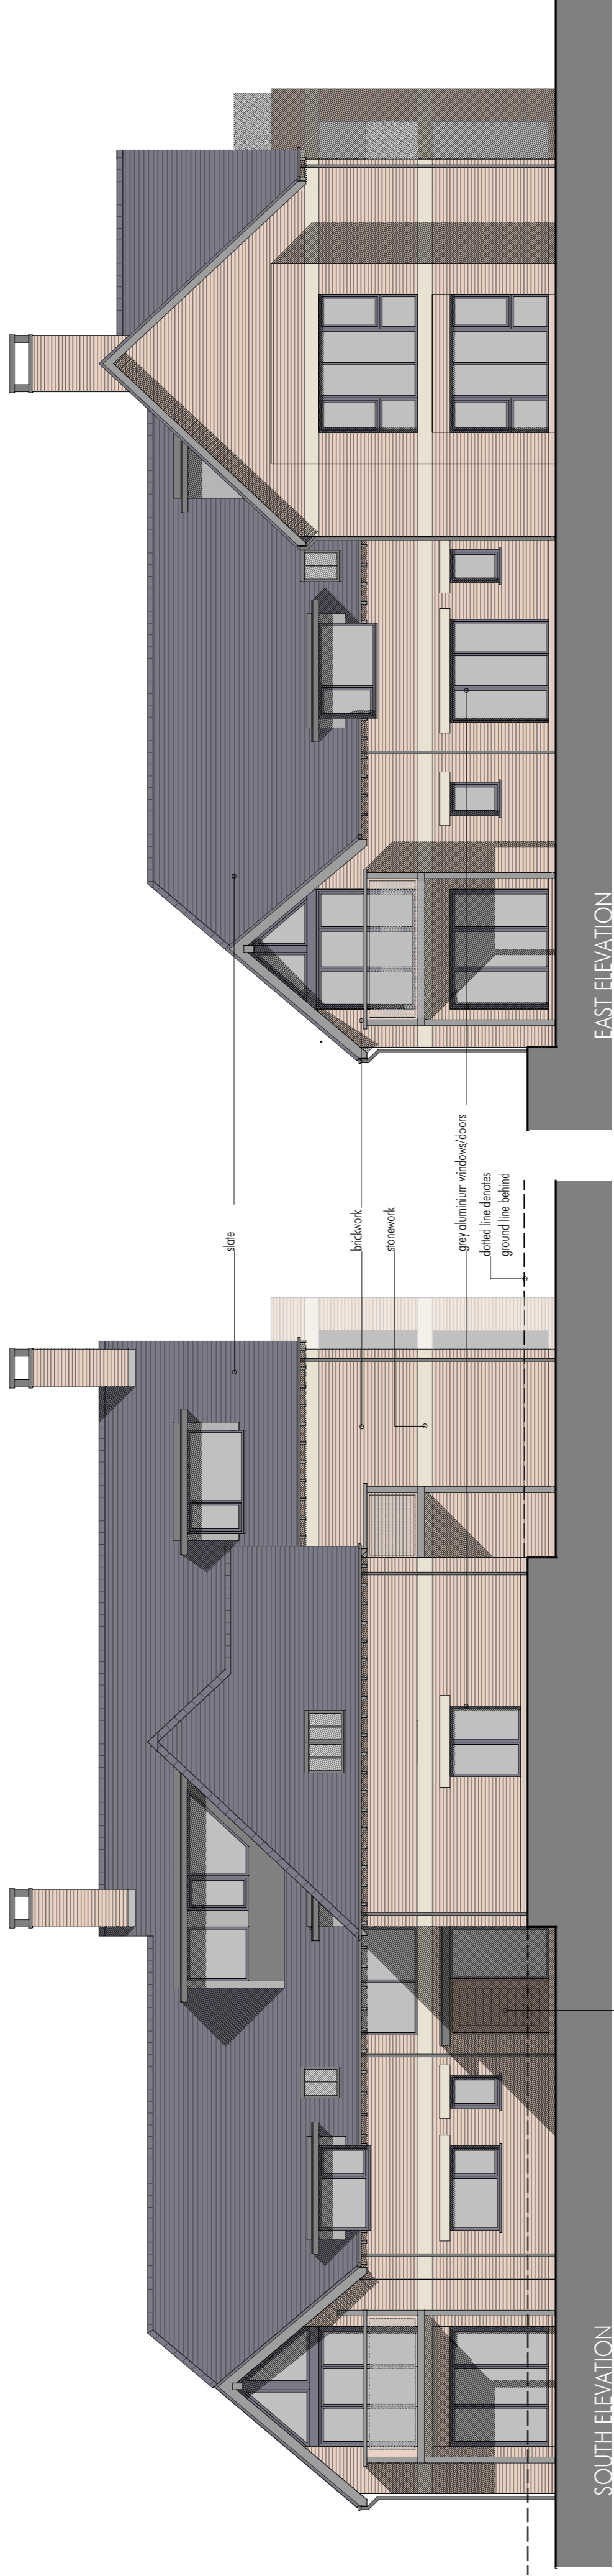 slate
brickwork
stonework
grey aluminium windows/doors
dotted line denotes
ground line behind
SOUTH ELEVATION
EAST ELEVATION